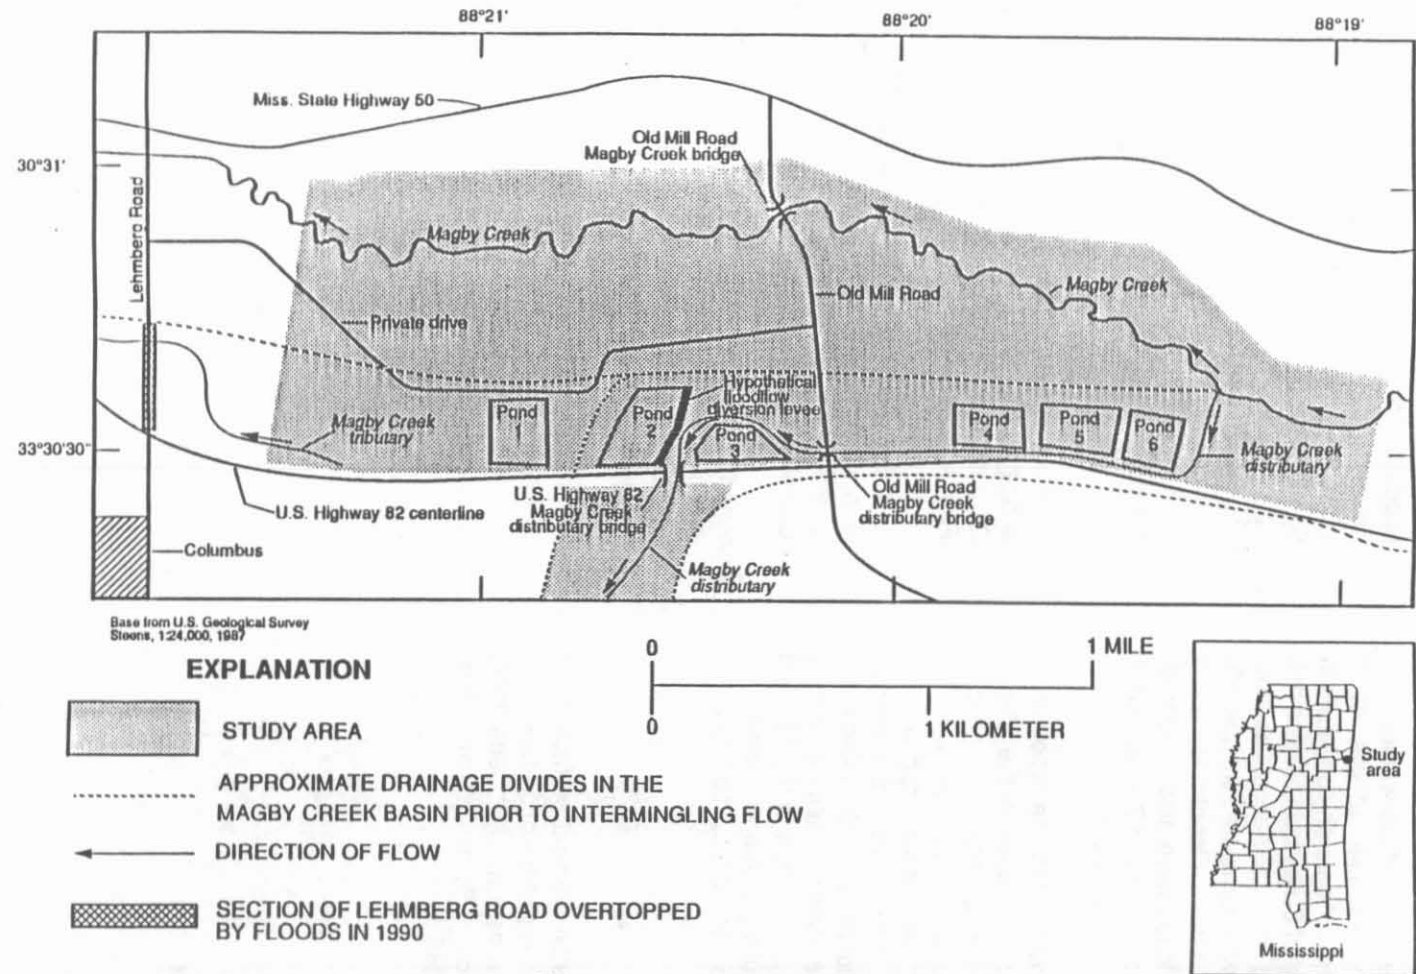 88°21'
88°20'
88°19'
Miss. State Highway 50
Old Mill Road
Magby Creek bridge
30°31'
Lehmberg Road
Magby Creek
Magby Creek
Old Mill Road
Private drive
Hypothetical
floodflow
diversion levee
Pond
1
Pond
2
Pond
3
Pond
4
Pond
5
Pond
6
Magby Creek
tributary
33°30'30"
Magby Creek
distributary
U.S. Highway 82
Magby Creek
distributary bridge
Old Mill Road
Magby Creek
distributary bridge
U.S. Highway 82 centerline
Columbus
Magby Creek
distributary
Base from U.S. Geological Survey
Steens, 1:24,000, 1987
0
1 MILE
0
1 KILOMETER
EXPLANATION
STUDY AREA
APPROXIMATE DRAINAGE DIVIDES IN THE
MAGBY CREEK BASIN PRIOR TO INTERMINGLING FLOW
DIRECTION OF FLOW
SECTION OF LEHMBERG ROAD OVERTOPPED
BY FLOODS IN 1990
Study
area
Mississippi